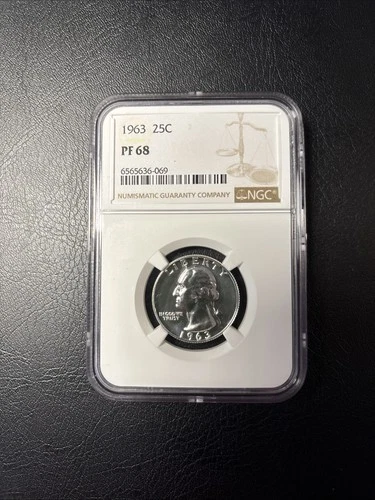 1963 25C
PF 68
6565636-069
NUMISMATIC GUARANTY COMPANY
NGC®
LIBERTY
IN GOD WE
TRUST
1963